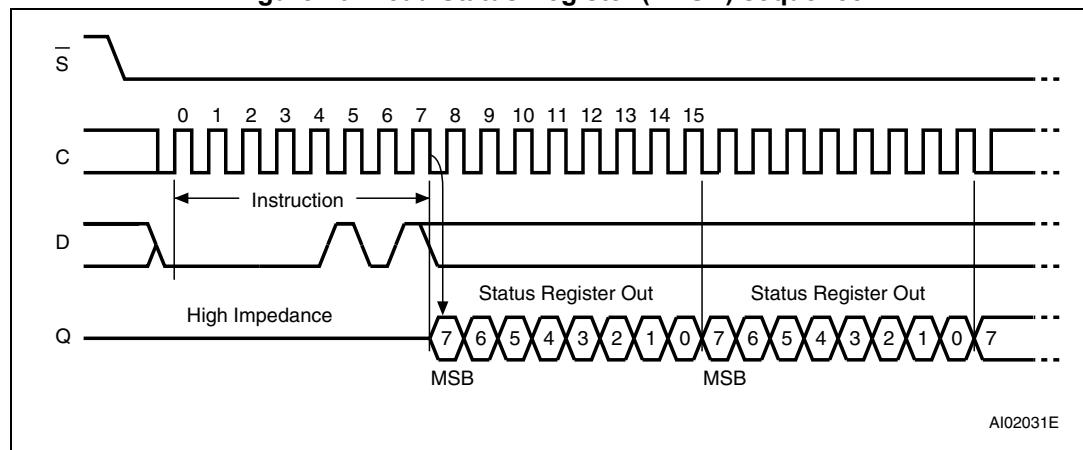 S
0 1 2 3 4 5 6 7 8 9 10 11 12 13 14 15
C
Instruction
D
Status Register Out Status Register Out
High Impedance
Q 7 6 5 4 3 2 1 0 7 6 5 4 3 2 1 0 7
MSB MSB
AI02031E